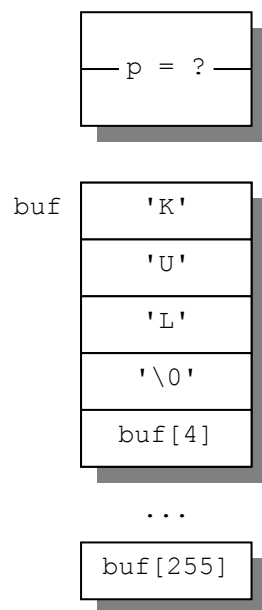 p = ?
buf 'K'
'U'
'L'
'\0'
buf[4]
...
buf[255]